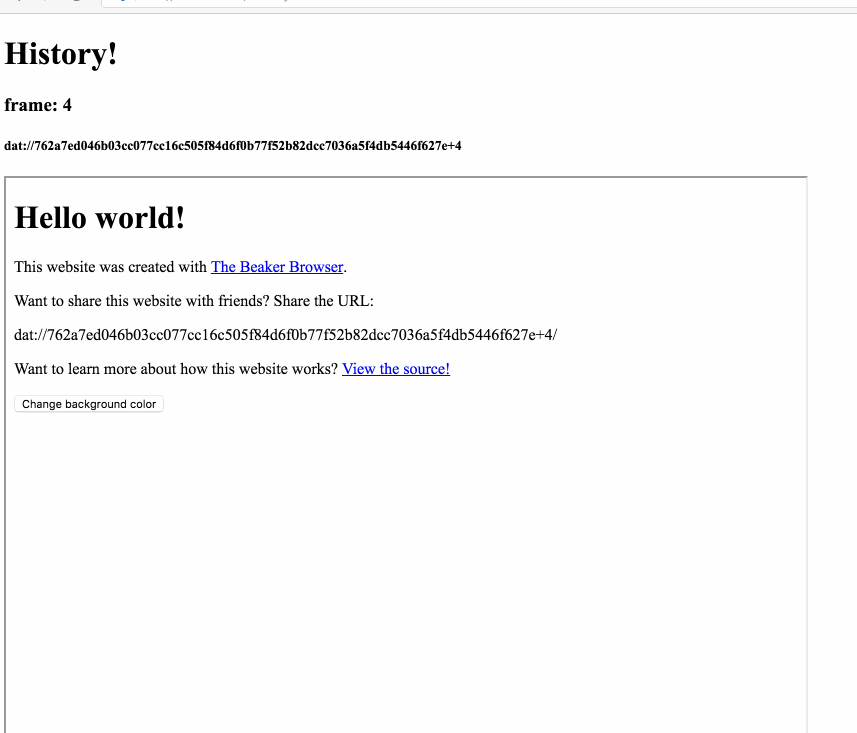 History!
frame: 4
dat://762a7ed046b03cc077cc16c505f84d6f0b77f52b82dcc7036a5f4db5446f627e+4
Hello world!
This website was created with The Beaker Browser.
Want to share this website with friends? Share the URL:
dat://762a7ed046b03cc077cc16c505f84d6f0b77f52b82dcc7036a5f4db5446f627e+4/
Want to learn more about how this website works? View the source!
Change background color